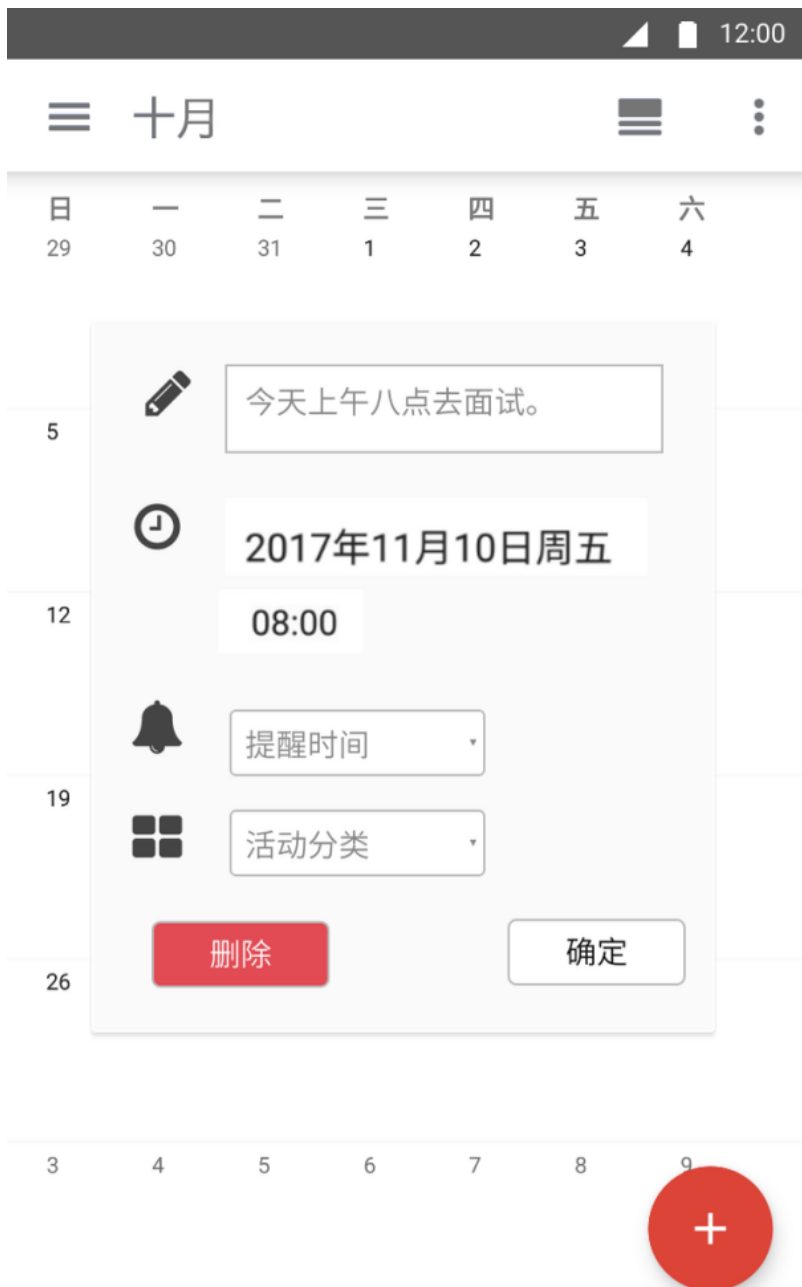 12:00
十月
日 一 二 三 四 五 六
29 30 31 1 2 3 4
今天上午八点去面试。
5
2017年11月10日周五
12
08:00
提醒时间
19
活动分类
删除 确定
26
3 4 5 6 7 8 9
+